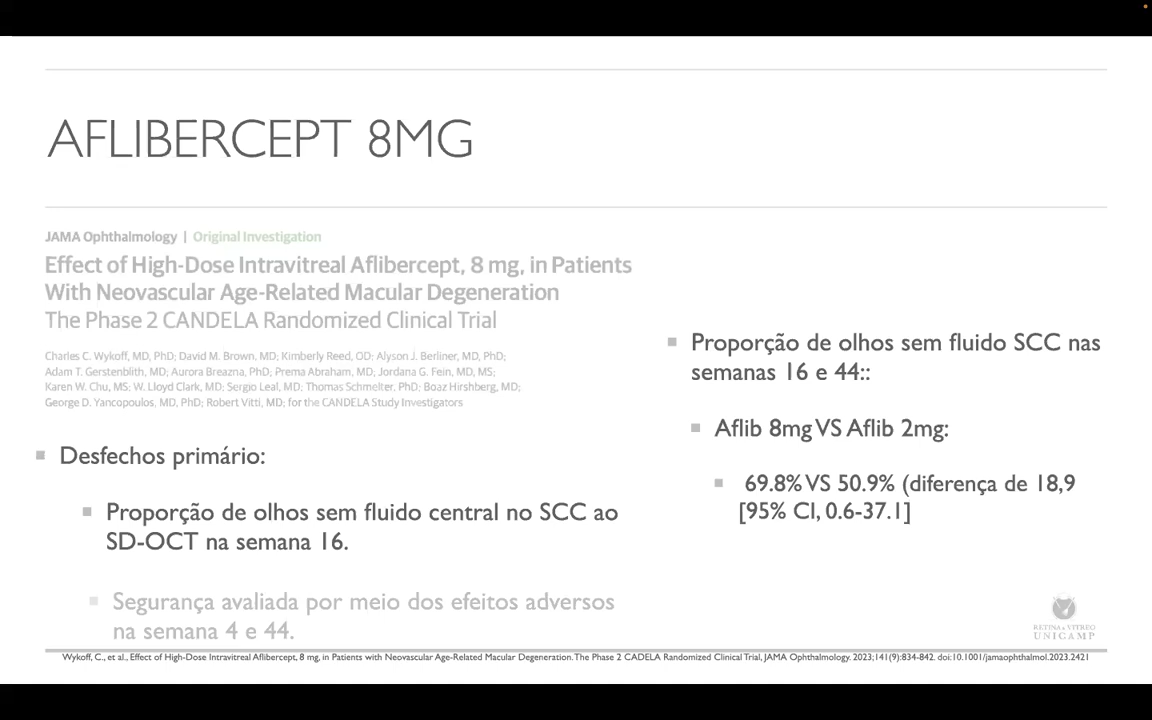 AFLIBERCEPT 8MG
JAMA Ophthalmology | Original Investigation
Effect of High-Dose Intravitreal Aflibercept, 8 mg, in Patients
With Neovascular Age-Related Macular Degeneration
The Phase 2 CANDELA Randomized Clinical Trial
Charles C. Wykoff, MD, PhD; David M. Brown, MD; Kimberly Reed, OD; Alyson J. Berliner, MD, PhD;
Adam T. Gerstenblith, MD; Aurora Breazna, PhD; Prema Abraham, MD; Jordana G. Fein, MD, MS;
Karen W. Chu, MS; W. Lloyd Clark, MD; Sergio Leal, MD; Thomas Schmelter, PhD; Boaz Hirshberg, MD;
George D. Yancopoulos, MD, PhD; Robert Vitti, MD; for the CANDELA Study Investigators
Desfechos primário:
Proporção de olhos sem fluido central no SCC ao
SD-OCT na semana 16.
Segurança avaliada por meio dos efeitos adversos
na semana 4 e 44.
Proporção de olhos sem fluido SCC nas
semanas 16 e 44::
Aflib 8mg VS Aflib 2mg:
69.8% VS 50.9% (diferença de 18,9
[95% CI, 0.6-37.1]
RETINA & VITREO
UNICAMP
Wykoff, C., et al., Effect of High-Dose Intravitreal Aflibercept, 8 mg, in Patients with Neovascular Age-Related Macular Degeneration. The Phase 2 CADELA Randomized Clinical Trial, JAMA Ophthalmology. 2023;141(9):834-842. doi:10.1001/jamaophthalmol.2023.2421